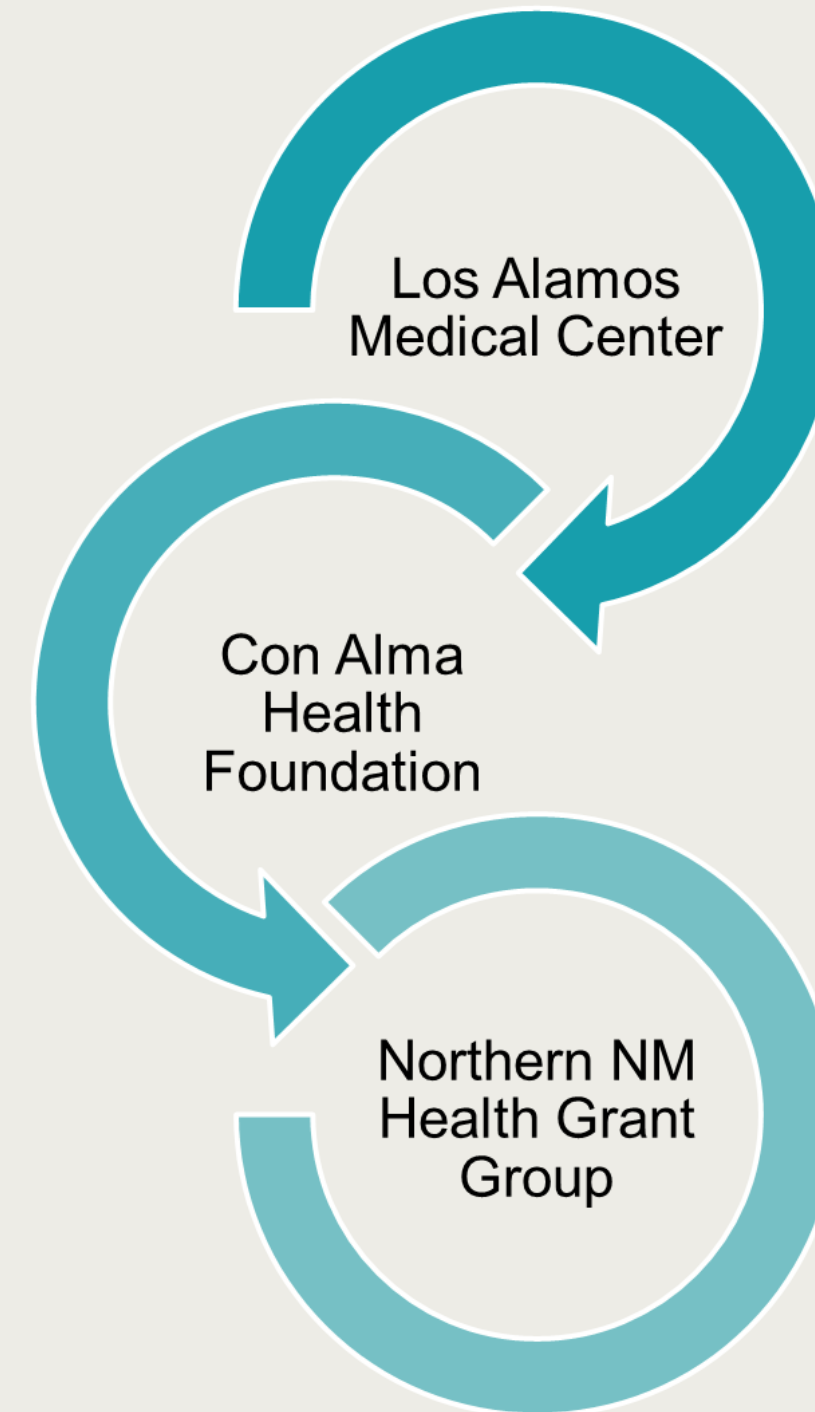 Los Alamos
Medical Center
Con Alma
Health
Foundation
Northern NM
Health Grant
Group